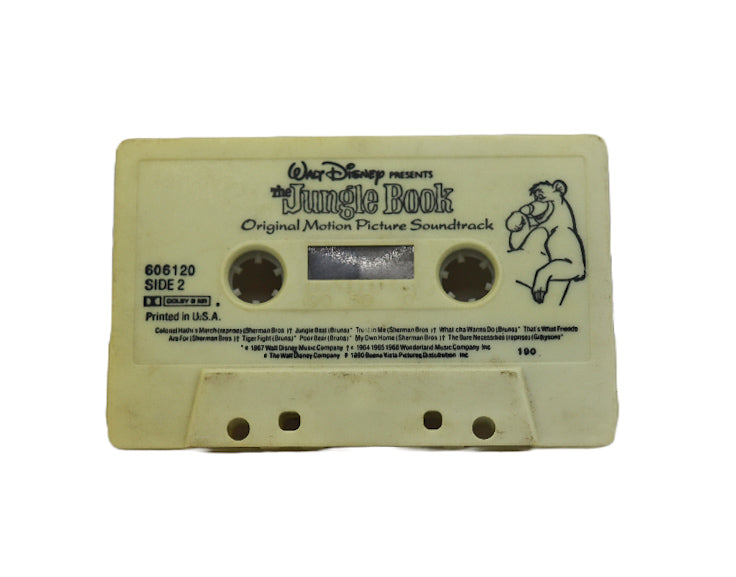 Walt Disney PRESENTS
The Jungle Book
Original Motion Picture Soundtrack
606120
SIDE 2
DOLBY B NR
Printed in U.S.A.
Colonel Hathi's March (reprise) (Sherman Bros.)† Jungle Beat (Bruns)* Trust in Me (Sherman Bros.)† What'cha Wanna Do (Bruns)* That's What Friends
Are For (Sherman Bros.)† Tiger Fight (Bruns)* Poor Bear (Bruns)* My Own Home (Sherman Bros.)† The Bare Necessities (reprise) (Gilkyson)*
* © 1967 Walt Disney Music Company † © 1964 1965 1966 Wonderland Music Company, Inc.
© The Walt Disney Company ℗ 1990 Buena Vista Pictures Distribution Inc.
190